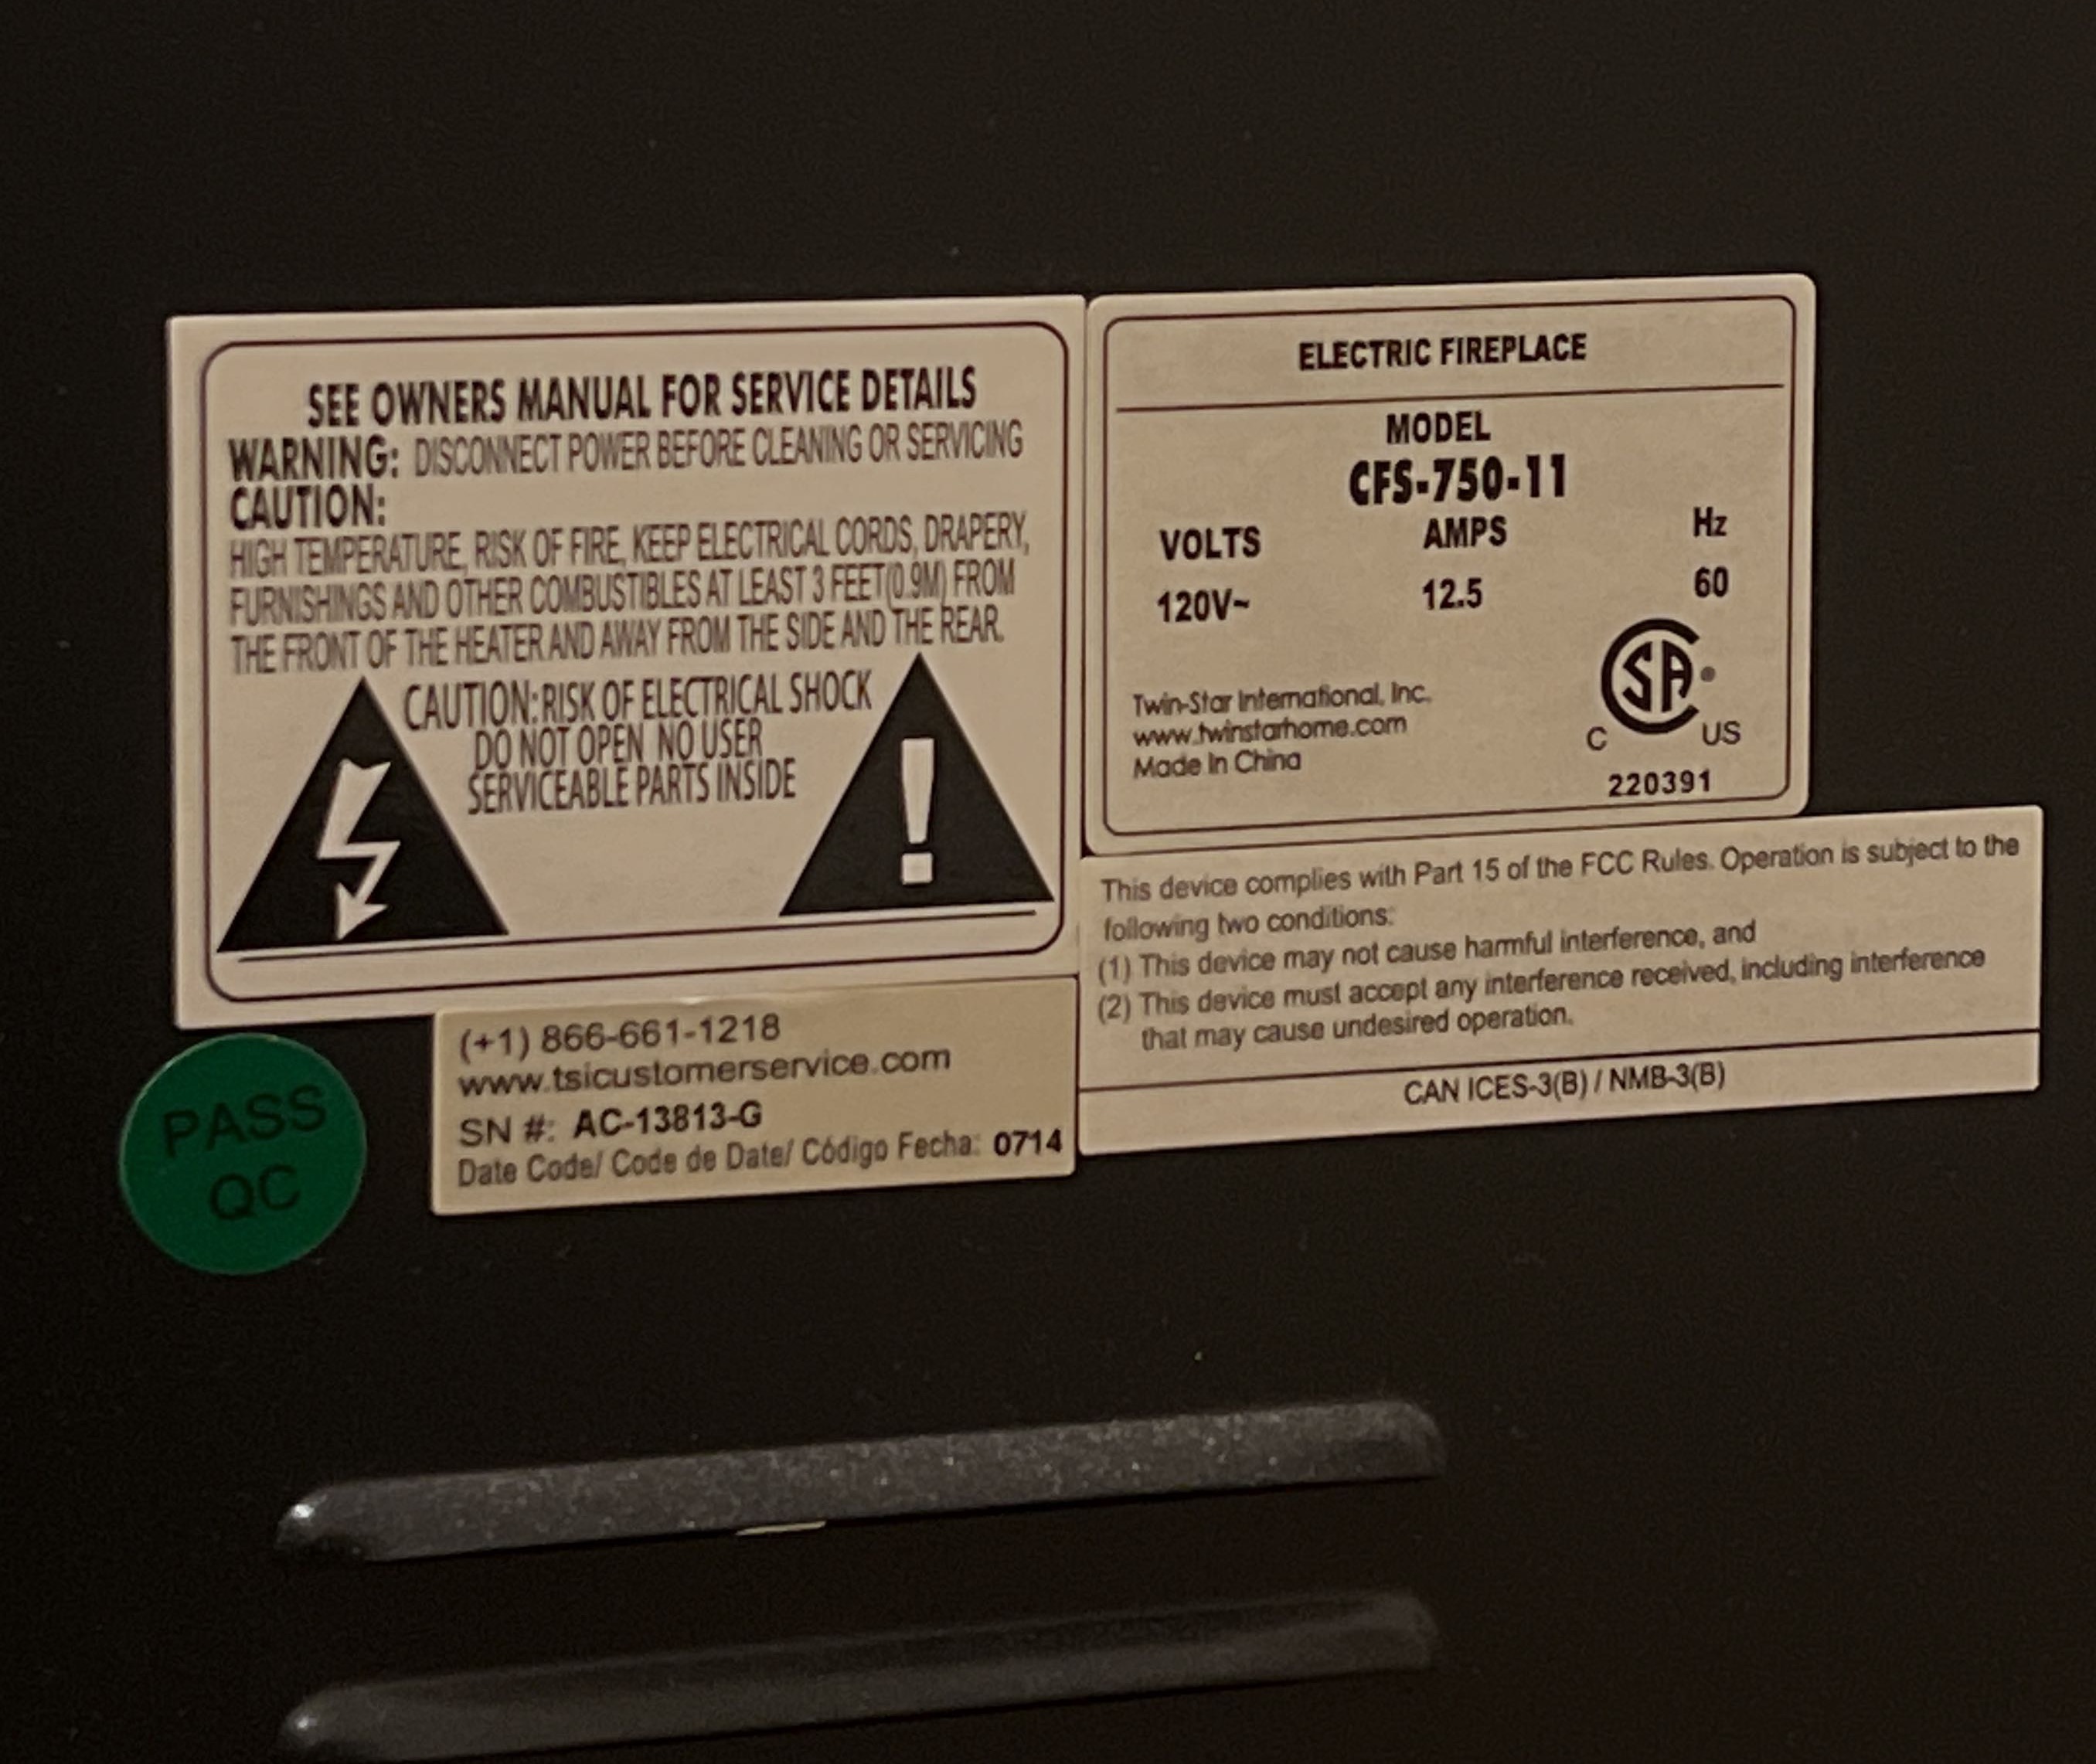 SEE OWNERS MANUAL FOR SERVICE DETAILS
WARNING: DISCONNECT POWER BEFORE CLEANING OR SERVICING
CAUTION:
HIGH TEMPERATURE, RISK OF FIRE, KEEP ELECTRICAL CORDS, DRAPERY,
FURNISHINGS AND OTHER COMBUSTIBLES AT LEAST 3 FEET(0.9M) FROM
THE FRONT OF THE HEATER AND AWAY FROM THE SIDE AND THE REAR.
CAUTION:RISK OF ELECTRICAL SHOCK
DO NOT OPEN NO USER
SERVICEABLE PARTS INSIDE
ELECTRIC FIREPLACE
MODEL
CFS-750-11
VOLTS AMPS Hz
120V~ 12.5 60
Twin-Star International, Inc.
www.twinstarhome.com
Made In China
CSA
C US
220391
This device complies with Part 15 of the FCC Rules. Operation is subject to the
following two conditions:
(1) This device may not cause harmful interference, and
(2) This device must accept any interference received, including interference
that may cause undesired operation.
CAN ICES-3(B) / NMB-3(B)
(+1) 866-661-1218
www.tsicustomerservice.com
SN #: AC-13813-G
Date Code/ Code de Date/ Código Fecha: 0714
PASS
QC